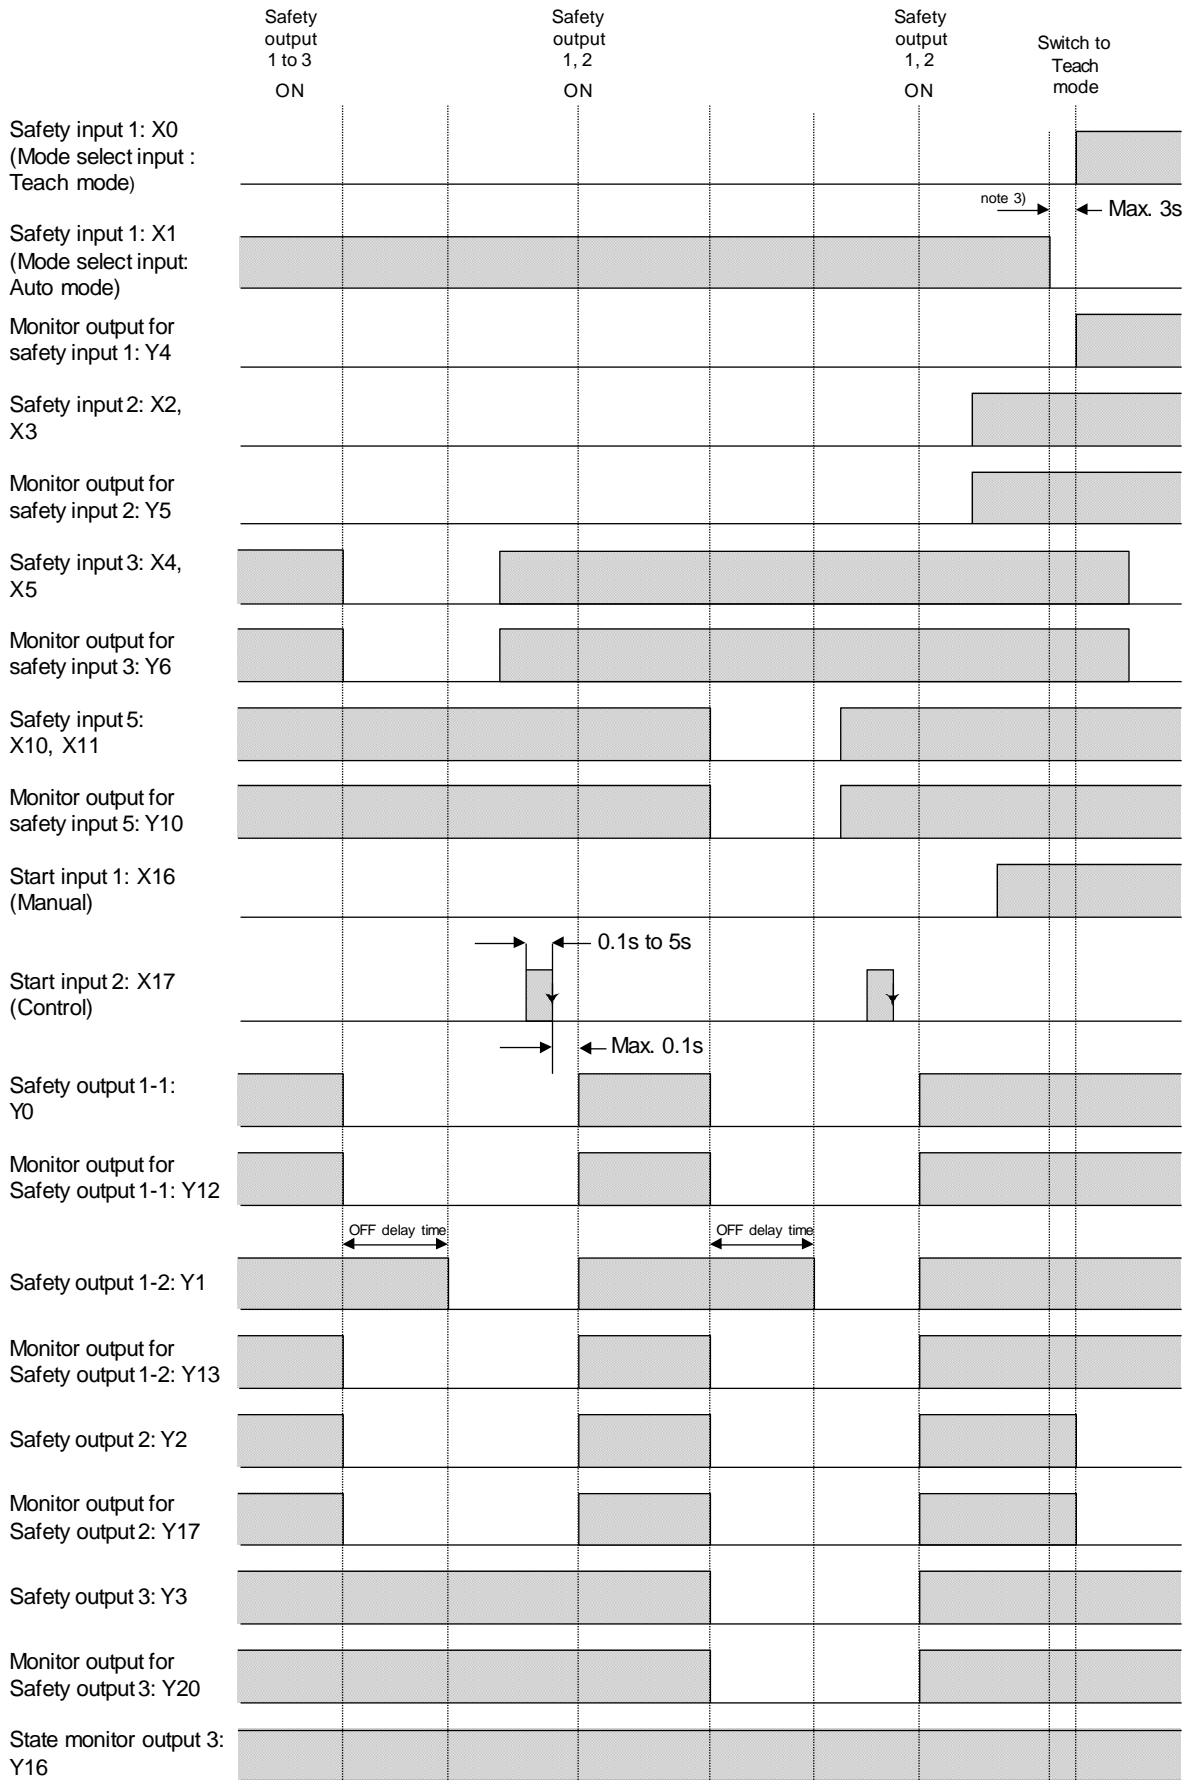 Safety
output
1 to 3
ON
Safety
output
1, 2
ON
Safety
output
1, 2
ON
Switch to
Teach
mode
Safety input 1: X0
(Mode select input :
Teach mode)
note 3)
Max. 3s
Safety input 1: X1
(Mode select input:
Auto mode)
Monitor output for
safety input 1: Y4
Safety input 2: X2,
X3
Monitor output for
safety input 2: Y5
Safety input 3: X4,
X5
Monitor output for
safety input 3: Y6
Safety input 5:
X10, X11
Monitor output for
safety input 5: Y10
Start input 1: X16
(Manual)
0.1s to 5s
Start input 2: X17
(Control)
Max. 0.1s
Safety output 1-1:
Y0
Monitor output for
Safety output 1-1: Y12
OFF delay time
OFF delay time
Safety output 1-2: Y1
Monitor output for
Safety output 1-2: Y13
Safety output 2: Y2
Monitor output for
Safety output 2: Y17
Safety output 3: Y3
Monitor output for
Safety output 3: Y20
State monitor output 3:
Y16